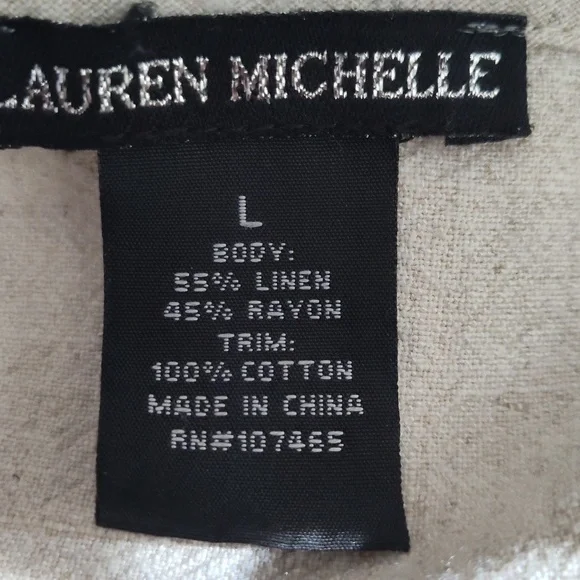 LAUREN MICHELLE
L
BODY:
55% LINEN
45% RAYON
TRIM:
100% COTTON
MADE IN CHINA
RN#107465